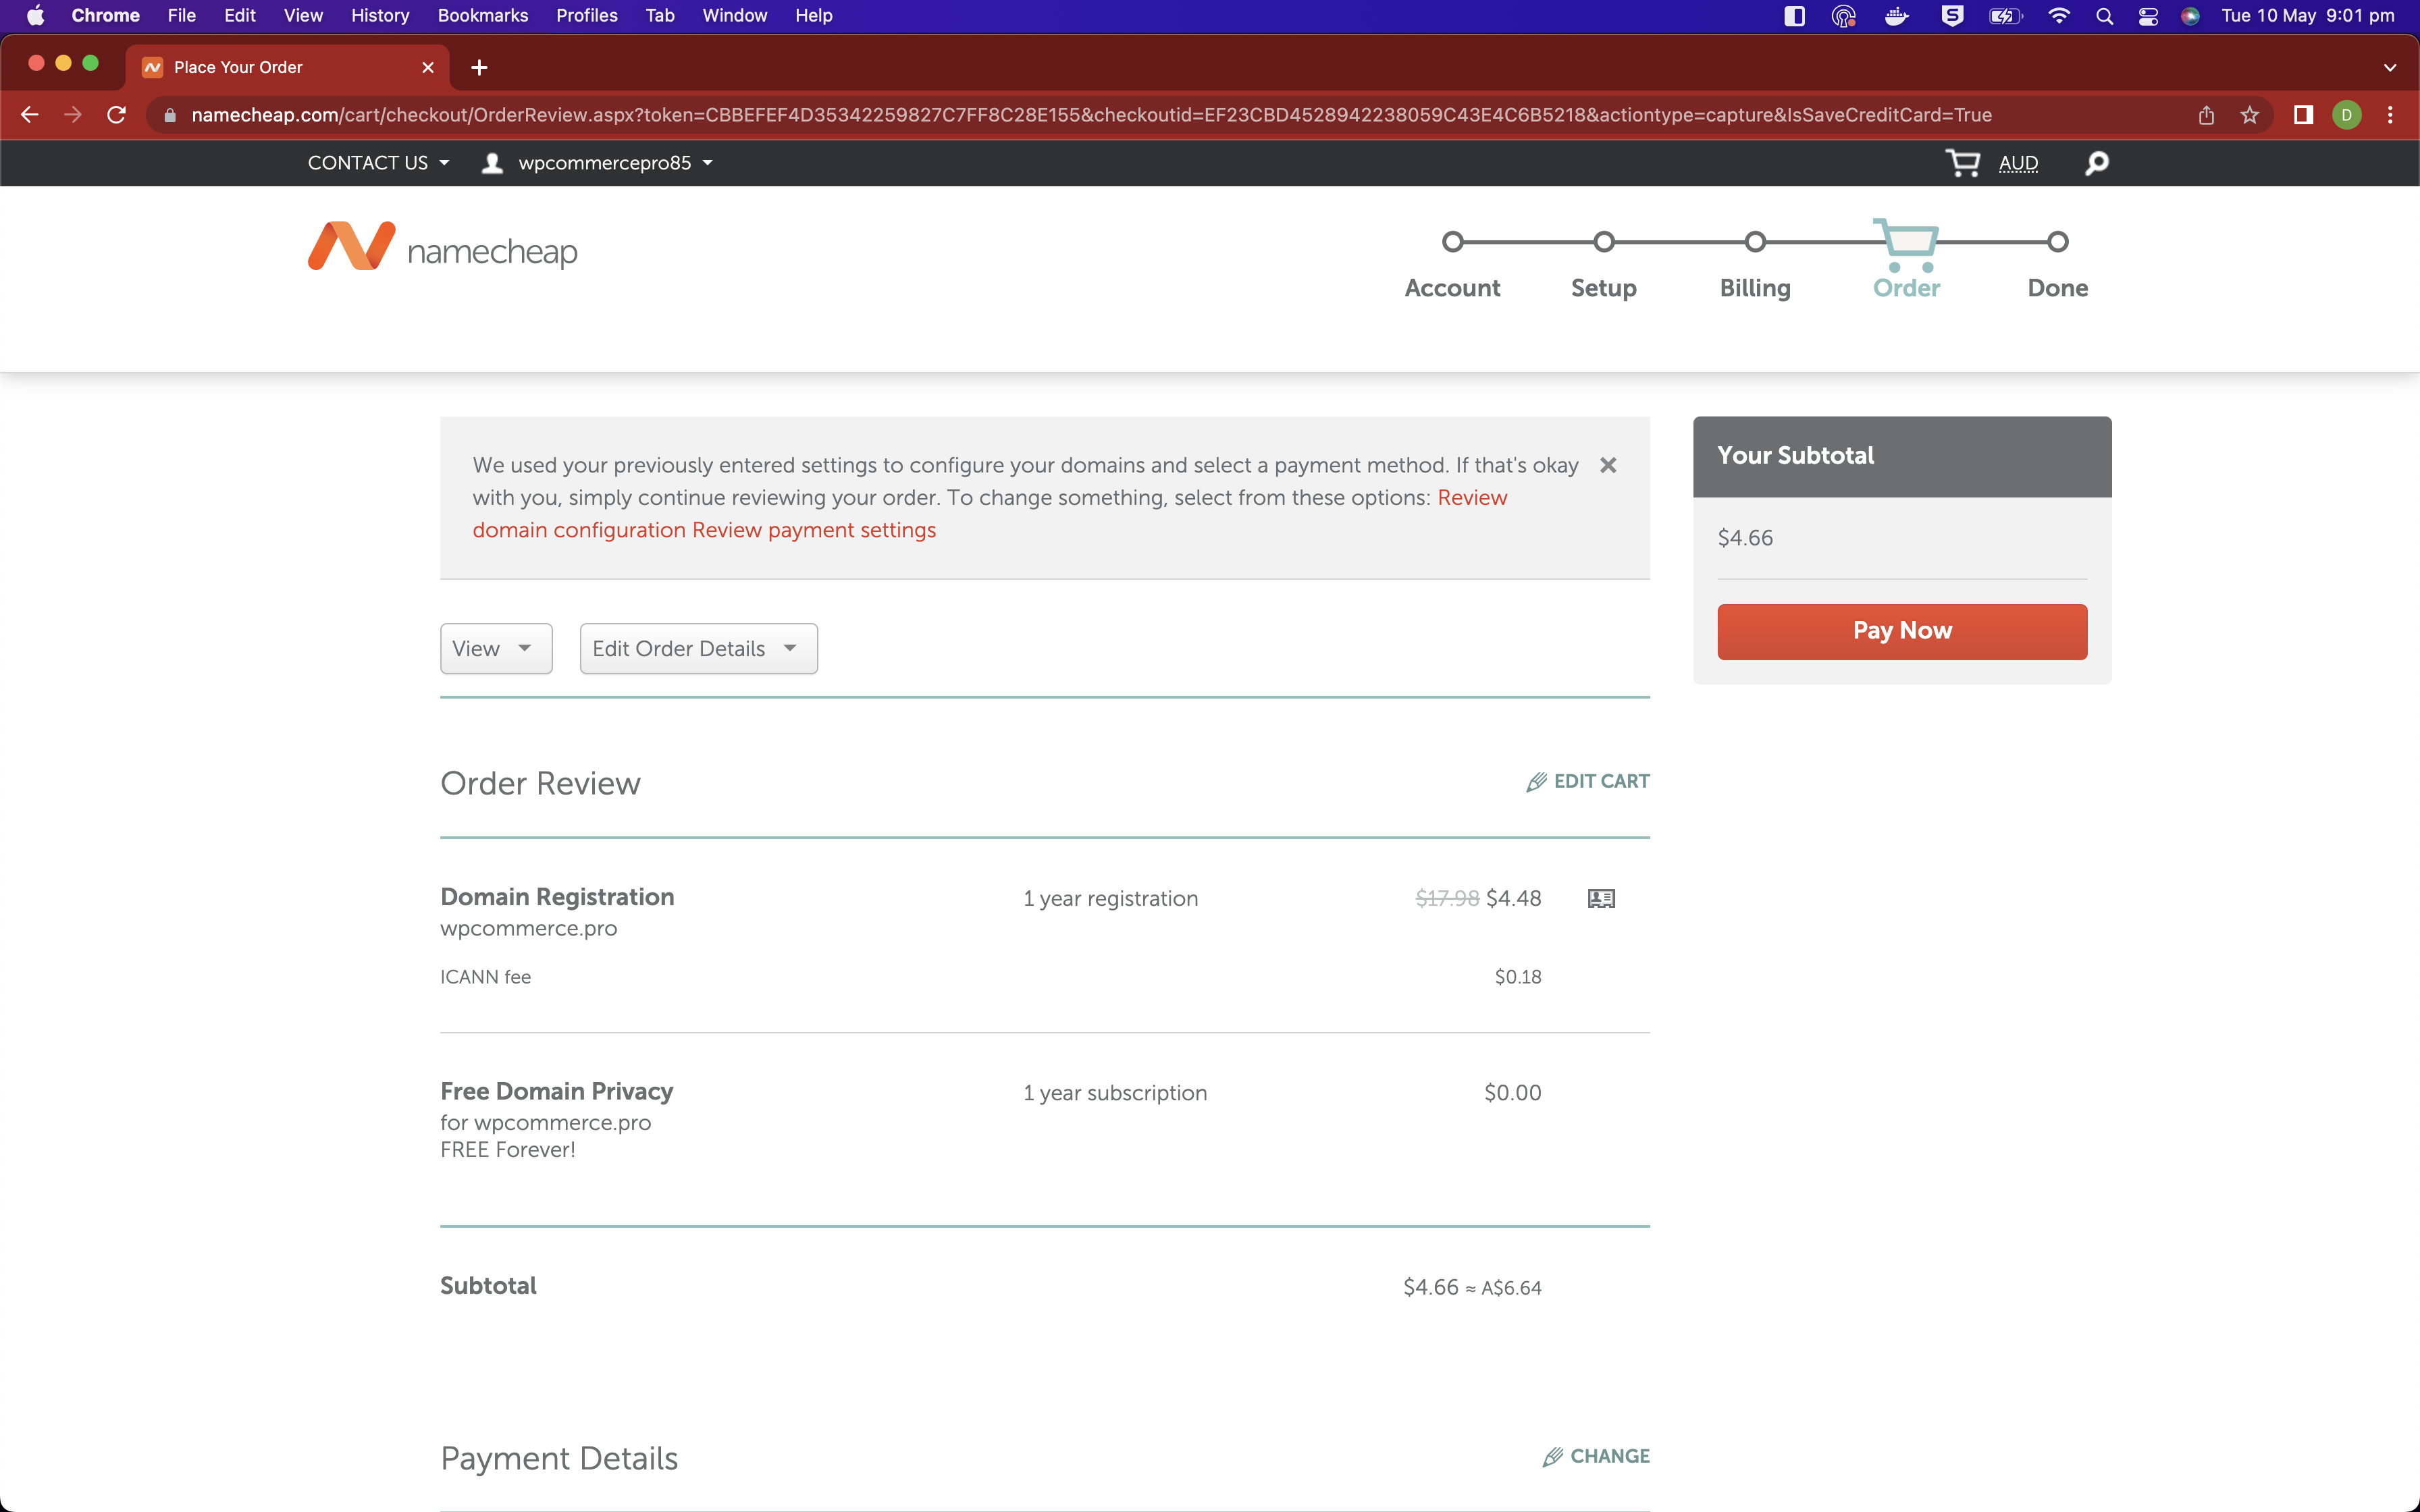 Chrome File Edit View History Bookmarks Profiles Tab Window Help Tue 10 May 9:01 pm
Place Your Order
namecheap.com/cart/checkout/OrderReview.aspx?token=CBBEFEF4D35342259827C7FF8C28E155&checkoutid=EF23CBD4528942238059C43E4C6B5218&actiontype=capture&IsSaveCreditCard=True D
CONTACT US wpcommercepro85 AUD
namecheap
Account Setup Billing Order Done
We used your previously entered settings to configure your domains and select a payment method. If that's okay
with you, simply continue reviewing your order. To change something, select from these options: Review
domain configuration Review payment settings
Your Subtotal
$4.66
Pay Now
View Edit Order Details
Order Review EDIT CART
Domain Registration 1 year registration $17.98 $4.48
wpcommerce.pro
ICANN fee $0.18
Free Domain Privacy 1 year subscription $0.00
for wpcommerce.pro
FREE Forever!
Subtotal $4.66 ≈ A$6.64
Payment Details CHANGE